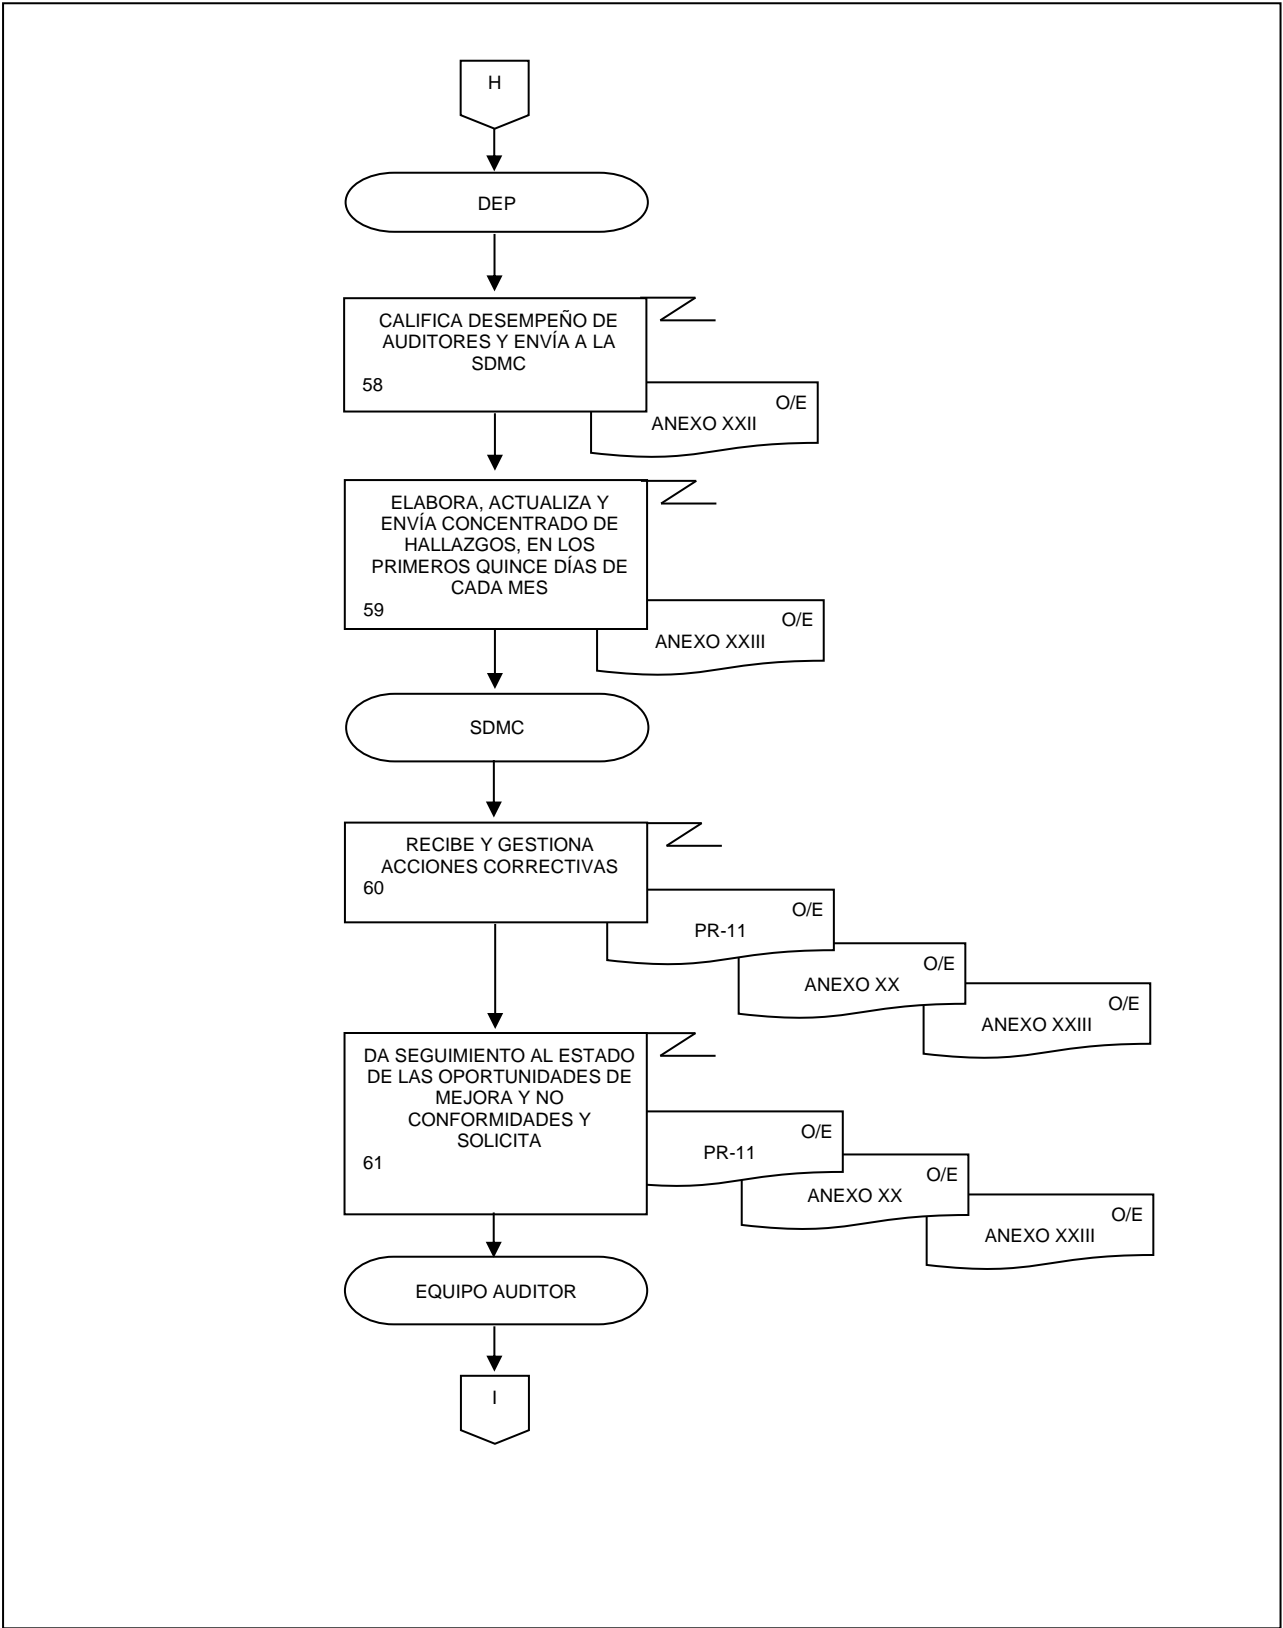 H
DEP
CALIFICA DESEMPEÑO DE
AUDITORES Y ENVÍA A LA
SDMC
58
O/E
ANEXO XXII
ELABORA, ACTUALIZA Y
ENVÍA CONCENTRADO DE
HALLAZGOS, EN LOS
PRIMEROS QUINCE DÍAS DE
CADA MES
59
O/E
ANEXO XXIII
SDMC
RECIBE Y GESTIONA
ACCIONES CORRECTIVAS
60
O/E
PR-11
O/E
ANEXO XX
O/E
ANEXO XXIII
DA SEGUIMIENTO AL ESTADO
DE LAS OPORTUNIDADES DE
MEJORA Y NO
CONFORMIDADES Y
SOLICITA
61
O/E
PR-11
O/E
ANEXO XX
O/E
ANEXO XXIII
EQUIPO AUDITOR
I